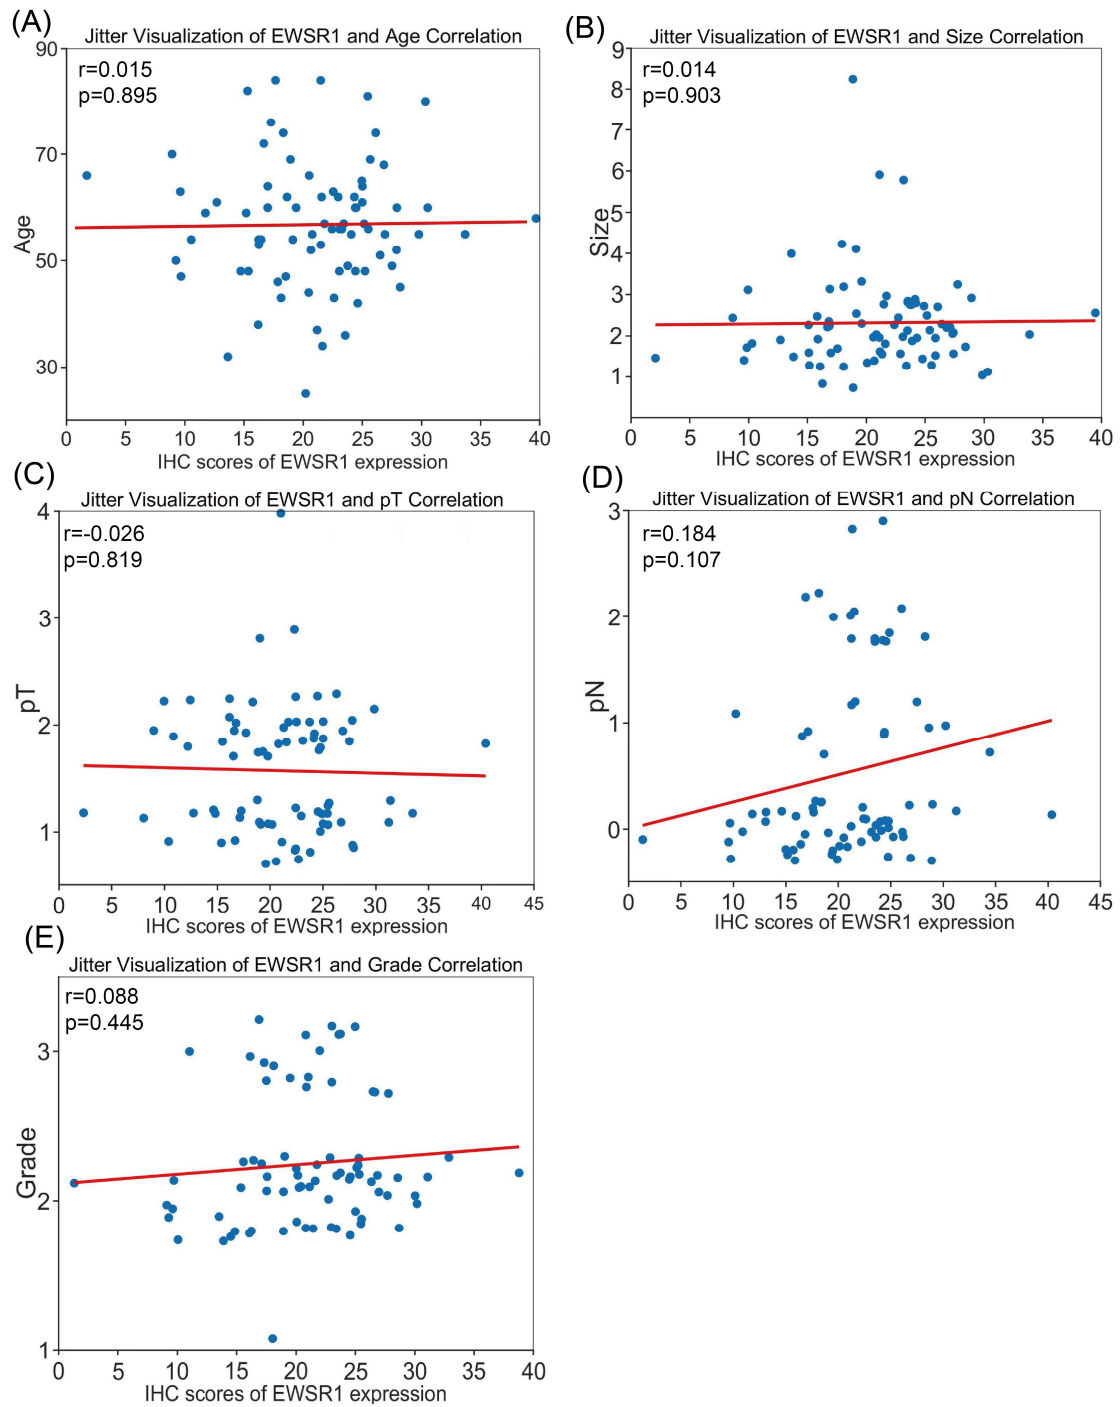 (A)
Jitter Visualization of EWSR1 and Age Correlation
r=0.015
p=0.895
90
70
50
30
Age
0 5 10 15 20 25 30 35 40
IHC scores of EWSR1 expression
(B)
Jitter Visualization of EWSR1 and Size Correlation
r=0.014
p=0.903
9
8
7
6
5
4
3
2
1
Size
0 5 10 15 20 25 30 35 40
IHC scores of EWSR1 expression
(C)
Jitter Visualization of EWSR1 and pT Correlation
r=-0.026
p=0.819
4
3
2
1
pT
0 5 10 15 20 25 30 35 40 45
IHC scores of EWSR1 expression
(D)
Jitter Visualization of EWSR1 and pN Correlation
r=0.184
p=0.107
3
2
1
0
pN
0 5 10 15 20 25 30 35 40 45
IHC scores of EWSR1 expression
(E)
Jitter Visualization of EWSR1 and Grade Correlation
r=0.088
p=0.445
3
2
1
Grade
0 5 10 15 20 25 30 35 40
IHC scores of EWSR1 expression